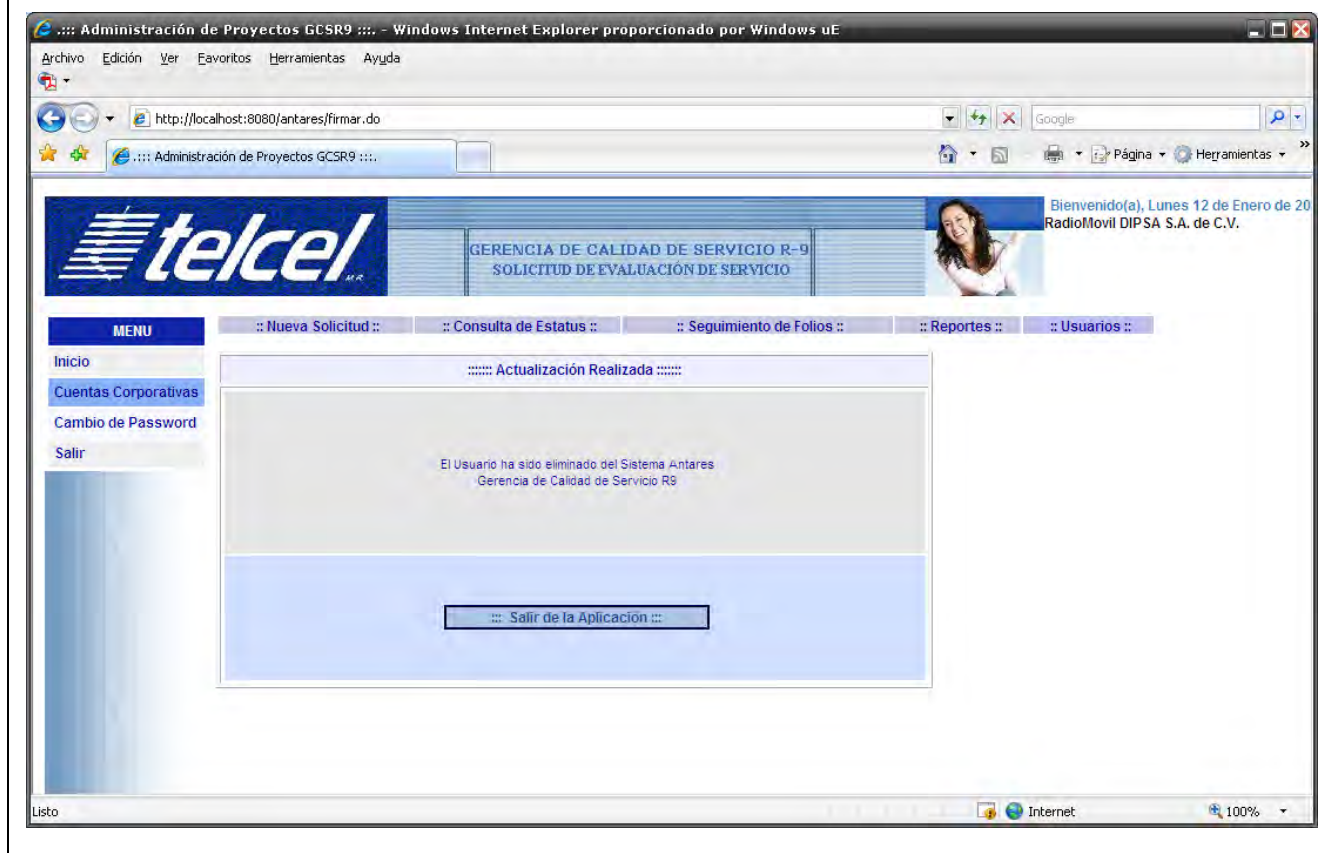 .::: Administración de Proyectos GCSR9 :::. - Windows Internet Explorer proporcionado por Windows uE
Archivo Edición Ver Favoritos Herramientas Ayuda
http://localhost:8080/antares/firmar.do
Google
.:::: Administración de Proyectos GCSR9 :::.
Página
Herramientas
»
telcel M.R.
GERENCIA DE CALIDAD DE SERVICIO R-9
SOLICITUD DE EVALUACIÓN DE SERVICIO
Bienvenido(a), Lunes 12 de Enero de 20
RadioMovil DIPSA S.A. de C.V.
MENU
:: Nueva Solicitud :: :: Consulta de Estatus :: :: Seguimiento de Folios :: :: Reportes :: :: Usuarios ::
Inicio
Cuentas Corporativas
Cambio de Password
Salir
::::::: Actualización Realizada :::::::
El Usuario ha sido eliminado del Sistema Antares
Gerencia de Calidad de Servicio R9
::: Salir de la Aplicación :::
Listo
Internet
100%